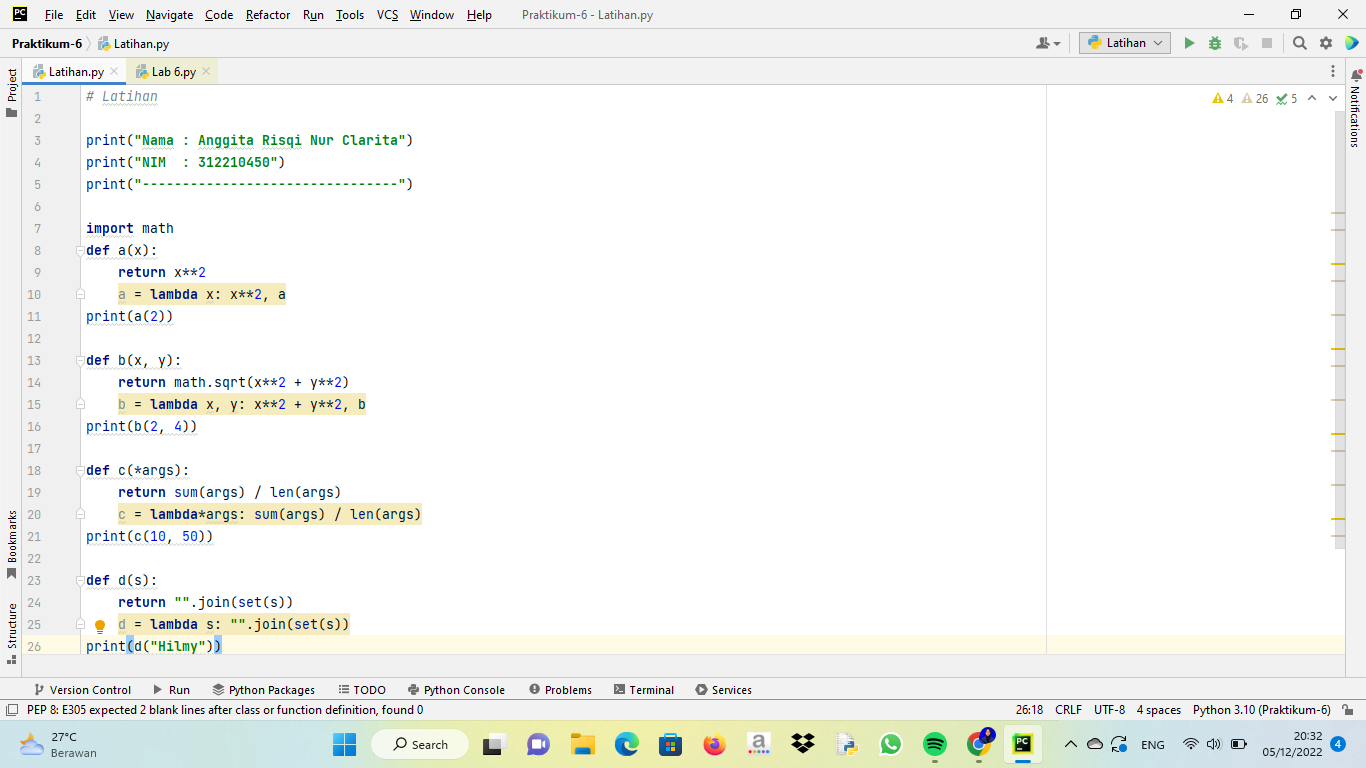 File Edit View Navigate Code Refactor Run Tools VCS Window Help Praktikum-6 - Latihan.py
Praktikum-6 Latihan.py Latihan
Latihan.py Lab 6.py
Project
Notifications
Bookmarks
Structure
4 26 5
1 # Latihan
2
3 print("Nama : Anggita Risqi Nur Clarita")
4 print("NIM  : 312210450")
5 print("--------------------------------")
6
7 import math
8 def a(x):
9     return x**2
10     a = lambda x: x**2, a
11 print(a(2))
12
13 def b(x, y):
14     return math.sqrt(x**2 + y**2)
15     b = lambda x, y: x**2 + y**2, b
16 print(b(2, 4))
17
18 def c(*args):
19     return sum(args) / len(args)
20     c = lambda*args: sum(args) / len(args)
21 print(c(10, 50))
22
23 def d(s):
24     return "".join(set(s))
25     d = lambda s: "".join(set(s))
26 print(d("Hilmy"))
Version Control Run Python Packages TODO Python Console Problems Terminal Services
PEP 8: E305 expected 2 blank lines after class or function definition, found 0 26:18 CRLF UTF-8 4 spaces Python 3.10 (Praktikum-6)
27°C
Berawan
Search
ENG
20:32
05/12/2022
4